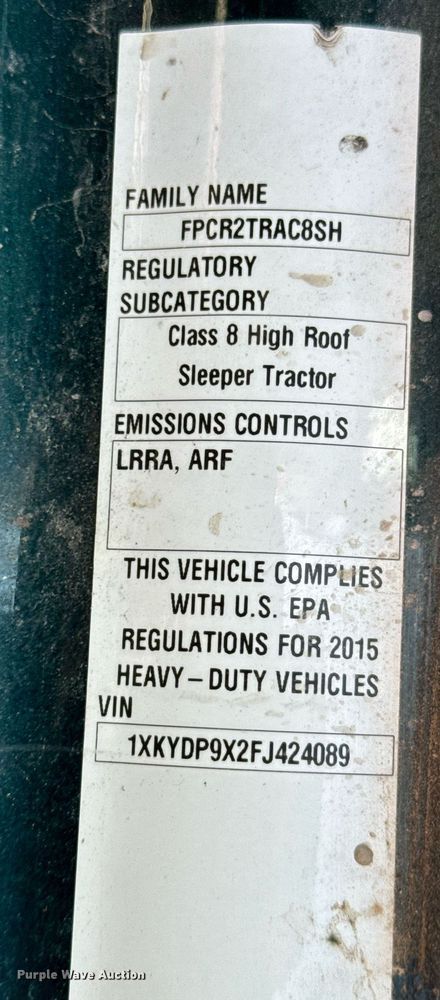 FAMILY NAME
FPCR2TRAC8SH
REGULATORY
SUBCATEGORY
Class 8 High Roof
Sleeper Tractor
EMISSIONS CONTROLS
LRRA, ARF
THIS VEHICLE COMPLIES
WITH U.S. EPA
REGULATIONS FOR 2015
HEAVY-DUTY VEHICLES
VIN
1XKYDP9X2FJ424089
Purple Wave Auction